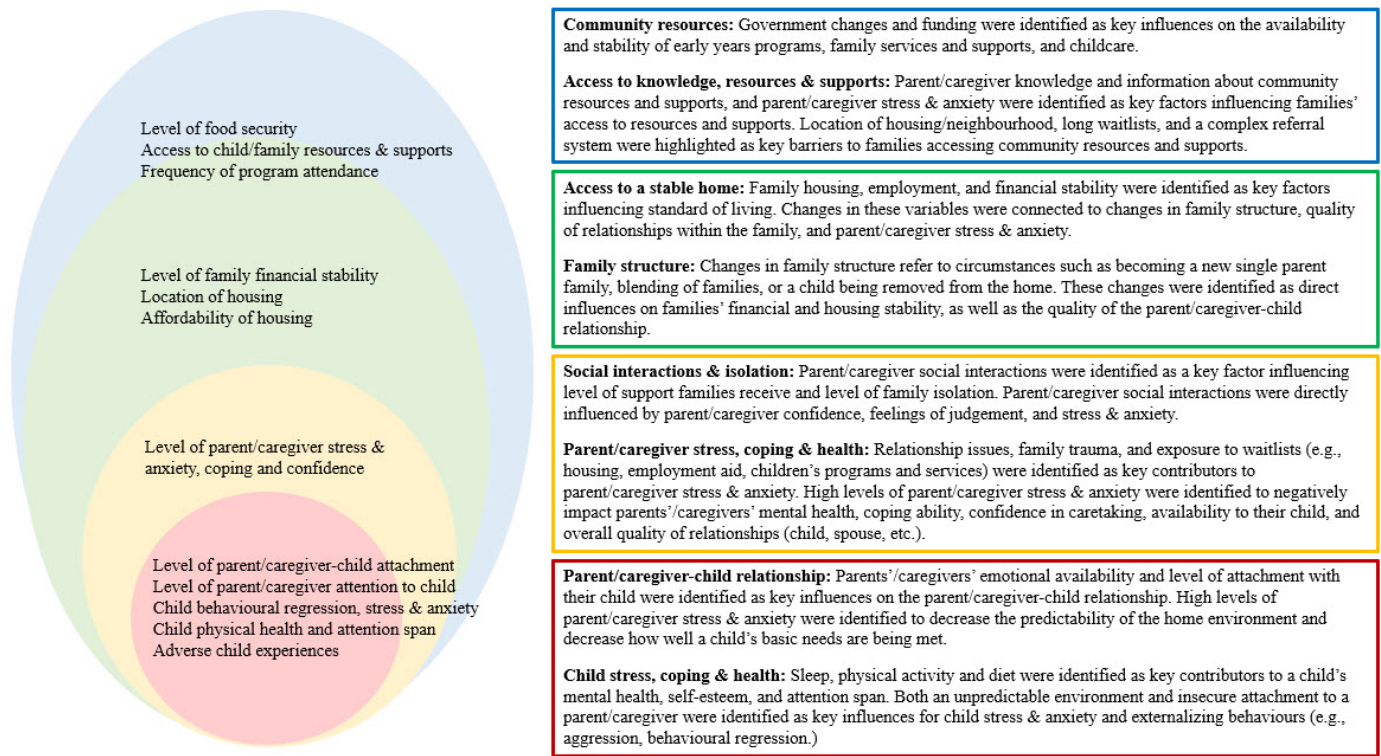 Level of food security
Access to child/family resources & supports
Frequency of program attendance
Level of family financial stability
Location of housing
Affordability of housing
Level of parent/caregiver stress &
anxiety, coping and confidence
Level of parent/caregiver-child attachment
Level of parent/caregiver attention to child
Child behavioural regression, stress & anxiety
Child physical health and attention span
Adverse child experiences
Community resources: Government changes and funding were identified as key influences on the availability
and stability of early years programs, family services and supports, and childcare.
Access to knowledge, resources & supports: Parent/caregiver knowledge and information about community
resources and supports, and parent/caregiver stress & anxiety were identified as key factors influencing families'
access to resources and supports. Location of housing/neighbourhood, long waitlists, and a complex referral
system were highlighted as key barriers to families accessing community resources and supports.
Access to a stable home: Family housing, employment, and financial stability were identified as key factors
influencing standard of living. Changes in these variables were connected to changes in family structure, quality
of relationships within the family, and parent/caregiver stress & anxiety.
Family structure: Changes in family structure refer to circumstances such as becoming a new single parent
family, blending of families, or a child being removed from the home. These changes were identified as direct
influences on families' financial and housing stability, as well as the quality of the parent/caregiver-child
relationship.
Social interactions & isolation: Parent/caregiver social interactions were identified as a key factor influencing
level of support families receive and level of family isolation. Parent/caregiver social interactions were directly
influenced by parent/caregiver confidence, feelings of judgement, and stress & anxiety.
Parent/caregiver stress, coping & health: Relationship issues, family trauma, and exposure to waitlists (e.g.,
housing, employment aid, children's programs and services) were identified as key contributors to
parent/caregiver stress & anxiety. High levels of parent/caregiver stress & anxiety were identified to negatively
impact parents'/caregivers' mental health, coping ability, confidence in caretaking, availability to their child, and
overall quality of relationships (child, spouse, etc.).
Parent/caregiver-child relationship: Parents'/caregivers' emotional availability and level of attachment with
their child were identified as key influences on the parent/caregiver-child relationship. High levels of
parent/caregiver stress & anxiety were identified to decrease the predictability of the home environment and
decrease how well a child's basic needs are being met.
Child stress, coping & health: Sleep, physical activity and diet were identified as key contributors to a child's
mental health, self-esteem, and attention span. Both an unpredictable environment and insecure attachment to a
parent/caregiver were identified as key influences for child stress & anxiety and externalizing behaviours (e.g.,
aggression, behavioural regression.)